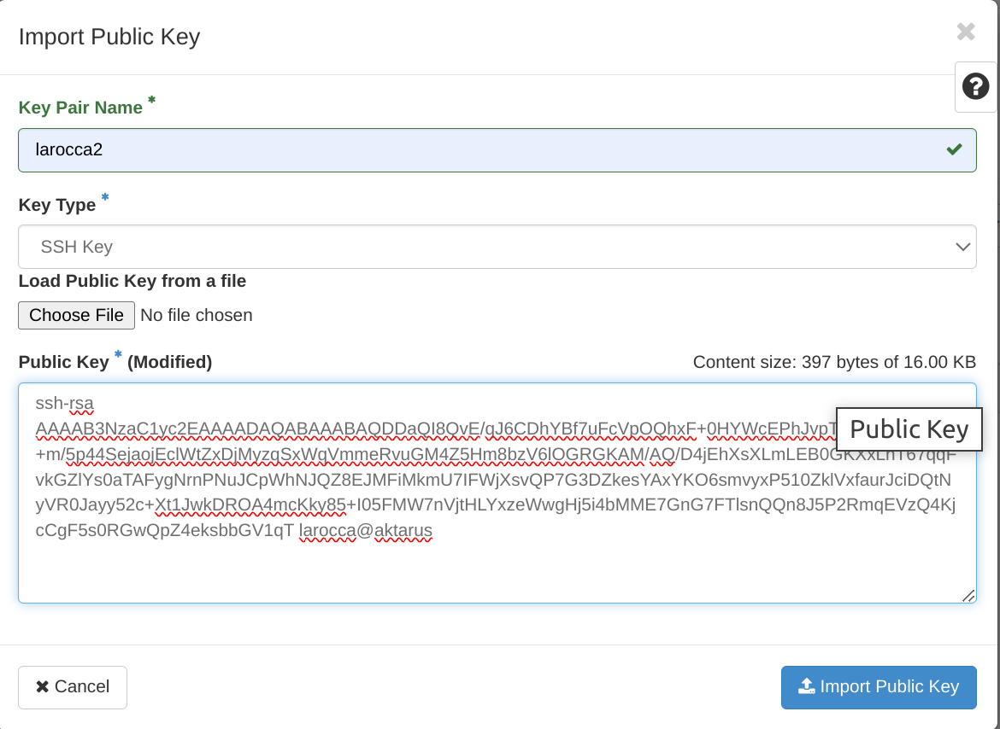 Import Public Key
Key Pair Name *
larocca2
Key Type *
SSH Key
Load Public Key from a file
Choose File No file chosen
Public Key * (Modified) Content size: 397 bytes of 16.00 KB
ssh-rsa
AAAAB3NzaC1yc2EAAAADAQABAAABAQDDaQI8QvE/gJ6CDhYBf7uFcVpOQhxF+0HYWcEPhJvpT
Public Key
+m/5p44SejaojEclWtZxDjMyzgSxWgVmmeRvuGM4Z5Hm8bzV6lOGRGKAM/AQ/D4jEhXsXLmLEB0GKXxLnT67qqF
vkGZlYs0aTAFygNrnPNuJCpWhNJQZ8EJMFiMkmU7IFWjXsvQP7G3DZkesYAxYKO6smvyxP510ZklVxfaurJciDQtN
yVR0Jayy52c+Xt1JwkDROA4mcKky85+I05FMW7nVjtHLYxzeWwgHj5i4bMME7GnG7FTlsnQQn8J5P2RmqEVzQ4Kj
cCgF5s0RGwQpZ4eksbbGV1qT larocca@aktarus
Cancel Import Public Key